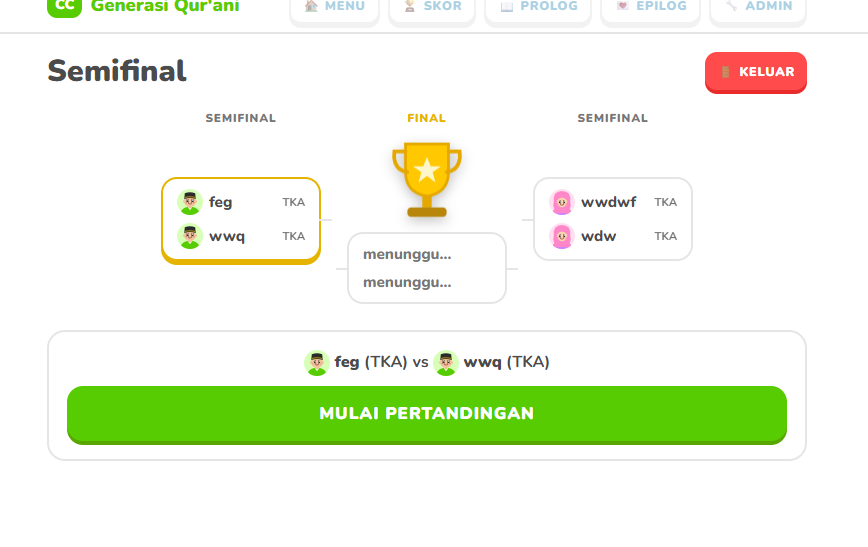 CC Generasi Qur'ani MENU SKOR PROLOG EPILOG ADMIN
Semifinal
KELUAR
SEMIFINAL FINAL SEMIFINAL
feg TKA
wwq TKA
menunggu...
menunggu...
wwdwf TKA
wdw TKA
feg (TKA) vs wwq (TKA)
MULAI PERTANDINGAN